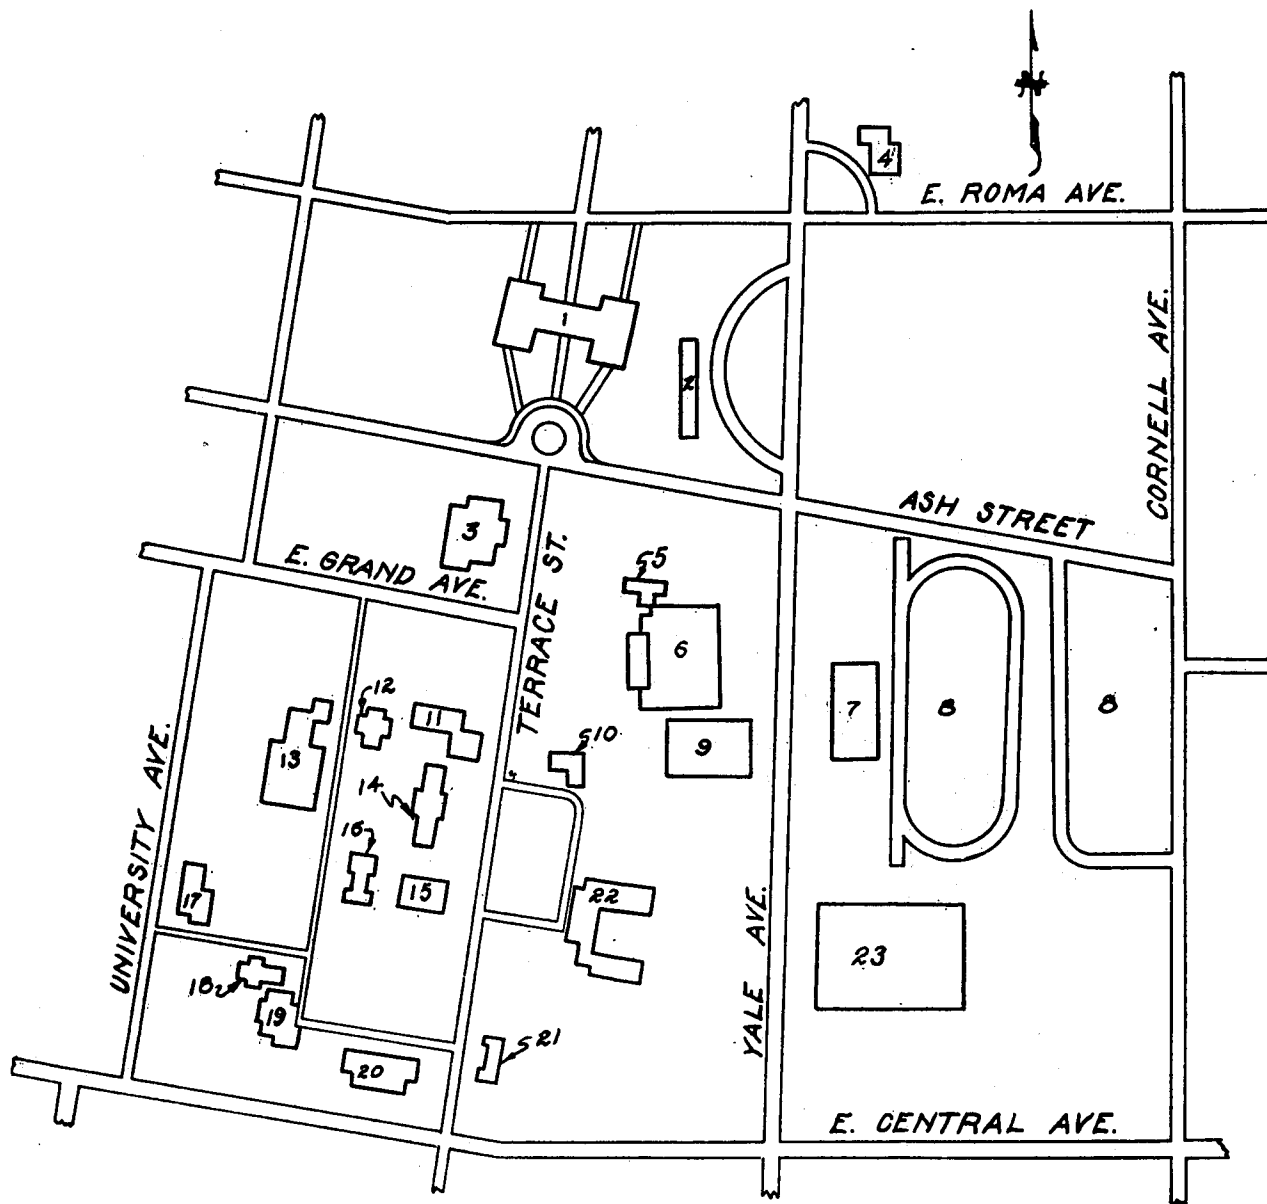 N
4
E. ROMA AVE.
1
CORNELL AVE.
2
ASH STREET
3
E. GRAND AVE.
TERRACE ST.
5
6
12
11
7
8
8
UNIVERSITY AVE.
13
10
9
14
16
17
15
22
YALE AVE.
23
18
19
20
21
E. CENTRAL AVE.